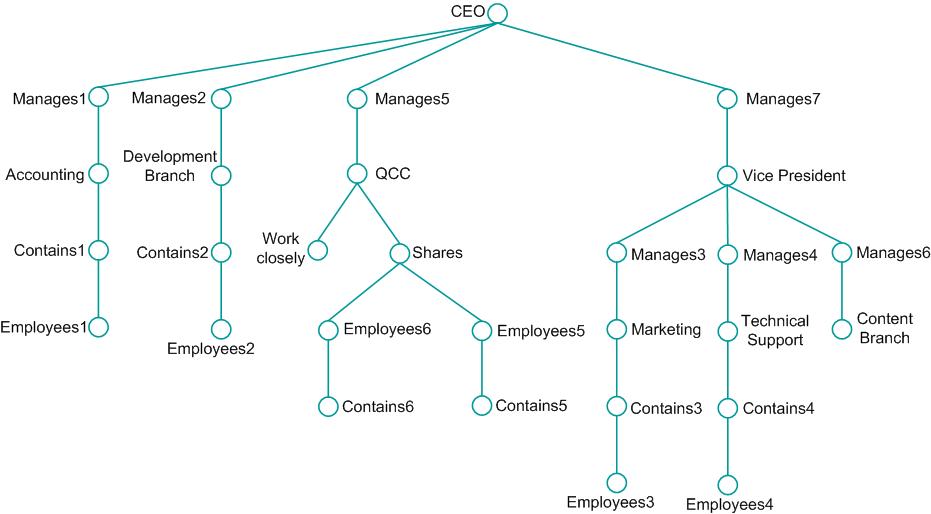 CEO
Manages1
Manages2
Manages5
Manages7
Accounting
Development
Branch
QCC
Vice President
Contains1
Contains2
Work
closely
Shares
Manages3
Manages4
Manages6
Employees1
Employees2
Employees6
Employees5
Marketing
Technical
Support
Content
Branch
Contains6
Contains5
Contains3
Contains4
Employees3
Employees4